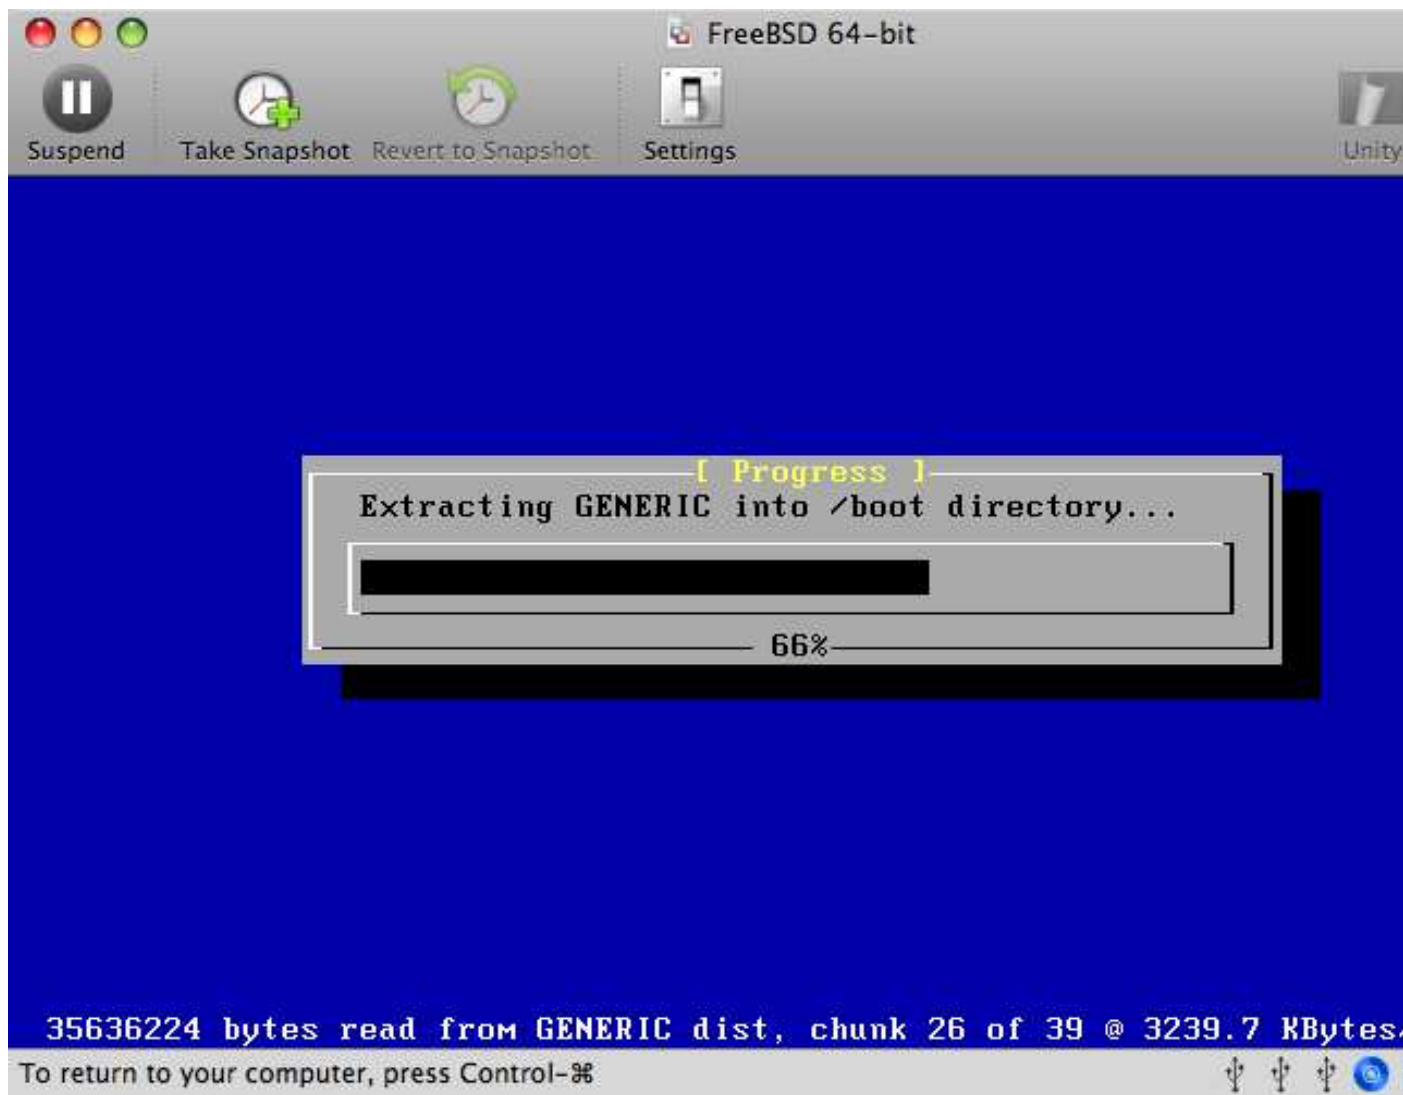 FreeBSD 64-bit
Suspend Take Snapshot Revert to Snapshot Settings Unity
[ Progress ]
Extracting GENERIC into /boot directory...
66%
35636224 bytes read from GENERIC dist, chunk 26 of 39 @ 3239.7 KBytes
To return to your computer, press Control-⌘